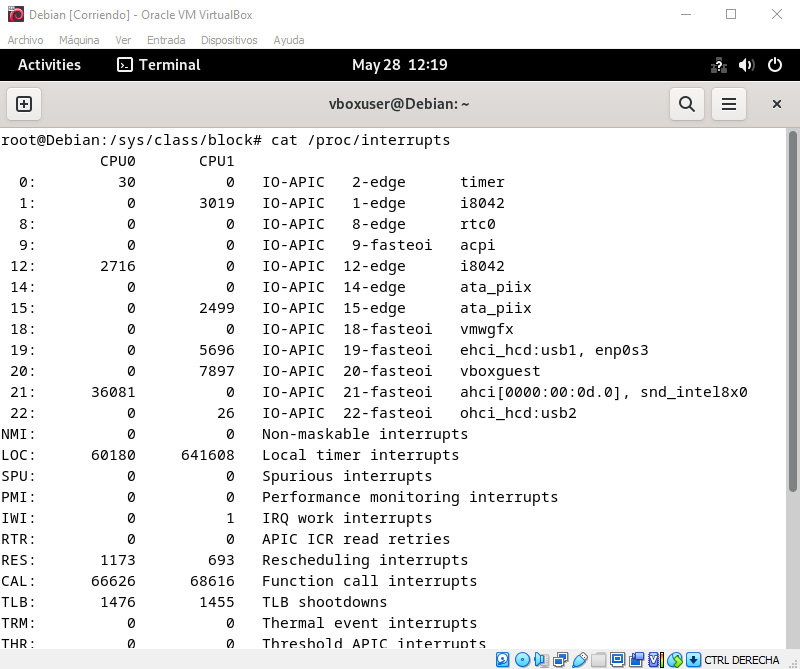 Debian [Corriendo] - Oracle VM VirtualBox
Archivo Máquina Ver Entrada Dispositivos Ayuda
Activities Terminal May 28 12:19
vboxuser@Debian: ~
root@Debian:/sys/class/block# cat /proc/interrupts
CPU0 CPU1
0: 30 0 IO-APIC 2-edge timer
1: 0 3019 IO-APIC 1-edge i8042
8: 0 0 IO-APIC 8-edge rtc0
9: 0 0 IO-APIC 9-fasteoi acpi
12: 2716 0 IO-APIC 12-edge i8042
14: 0 0 IO-APIC 14-edge ata_piix
15: 0 2499 IO-APIC 15-edge ata_piix
18: 0 0 IO-APIC 18-fasteoi vmwgfx
19: 0 5696 IO-APIC 19-fasteoi ehci_hcd:usb1, enp0s3
20: 0 7897 IO-APIC 20-fasteoi vboxguest
21: 36081 0 IO-APIC 21-fasteoi ahci[0000:00:0d.0], snd_intel8x0
22: 0 26 IO-APIC 22-fasteoi ohci_hcd:usb2
NMI: 0 0 Non-maskable interrupts
LOC: 60180 641608 Local timer interrupts
SPU: 0 0 Spurious interrupts
PMI: 0 0 Performance monitoring interrupts
IWI: 0 1 IRQ work interrupts
RTR: 0 0 APIC ICR read retries
RES: 1173 693 Rescheduling interrupts
CAL: 66626 68616 Function call interrupts
TLB: 1476 1455 TLB shootdowns
TRM: 0 0 Thermal event interrupts
THR: 0 0 Threshold APIC interrupts
CTRL DERECHA